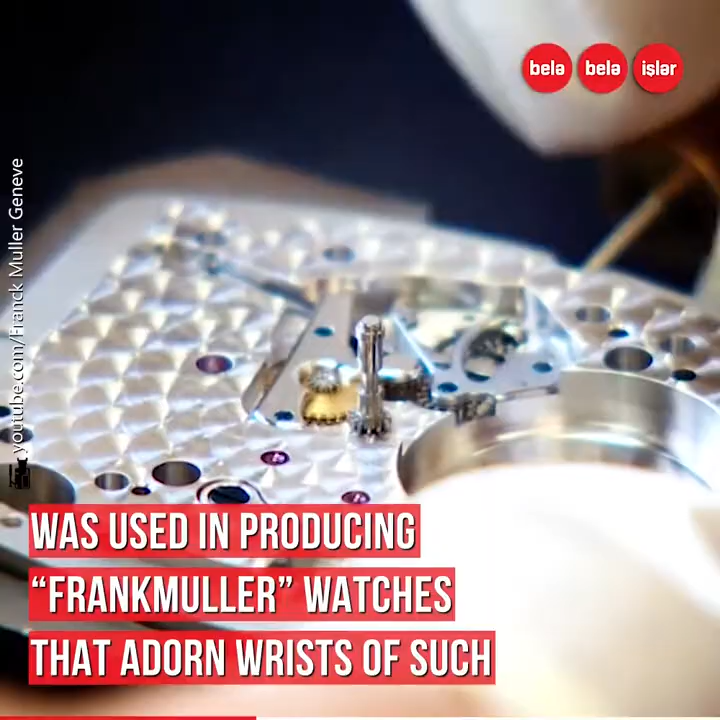 belə belə işlər
youtube.com/Franck Muller Geneve
WAS USED IN PRODUCING
“FRANKMULLER” WATCHES
THAT ADORN WRISTS OF SUCH